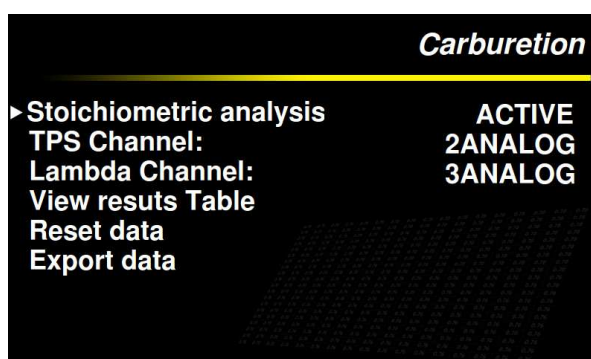 Carburetion
Stoichiometric analysis ACTIVE
TPS Channel: 2ANALOG
Lambda Channel: 3ANALOG
View resuts Table
Reset data
Export data